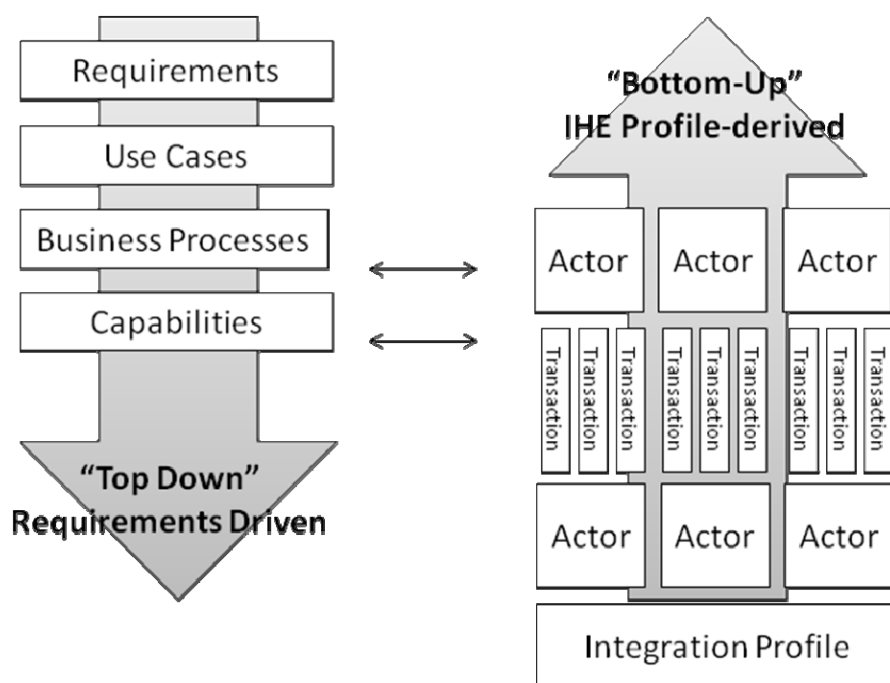 Requirements
Use Cases
Business Processes
Capabilities
“Top Down”
Requirements Driven
“Bottom-Up”
IHE Profile-derived
Actor Actor Actor
Transaction Transaction Transaction Transaction Transaction Transaction Transaction Transaction Transaction
Actor Actor Actor
Integration Profile